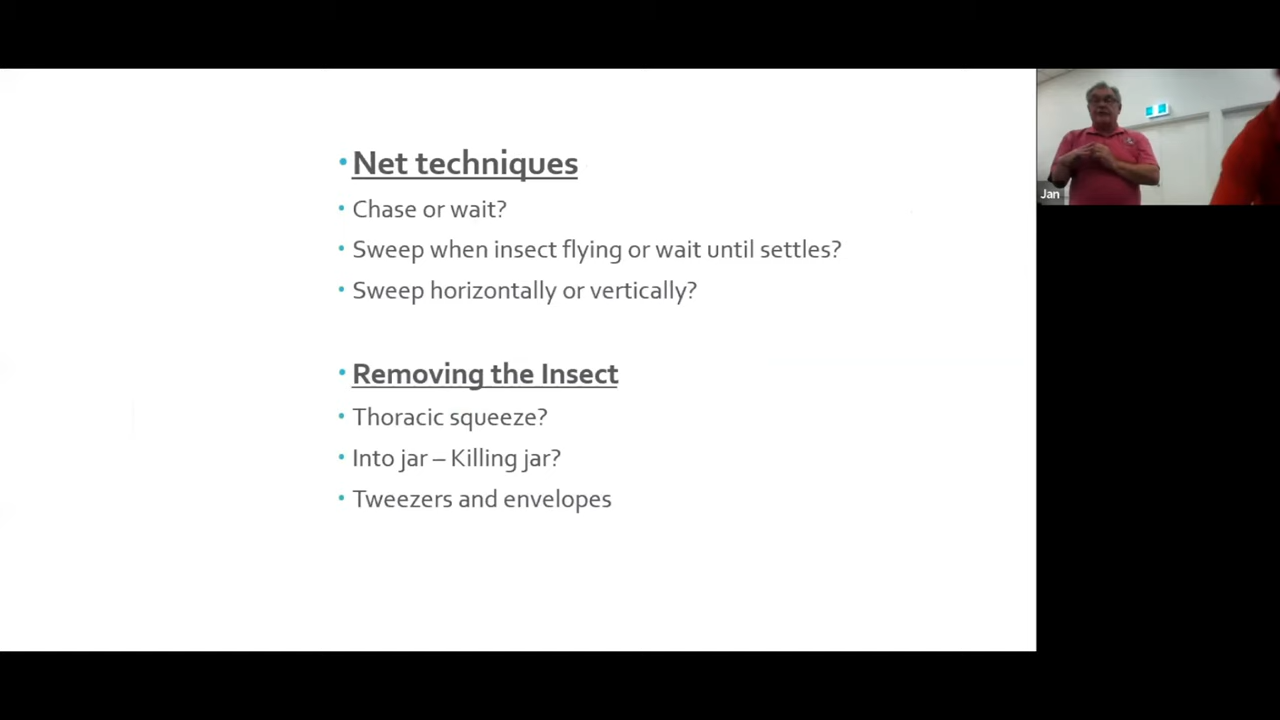 Net techniques
Chase or wait?
Sweep when insect flying or wait until settles?
Sweep horizontally or vertically?
Removing the Insect
Thoracic squeeze?
Into jar – Killing jar?
Tweezers and envelopes
Jan